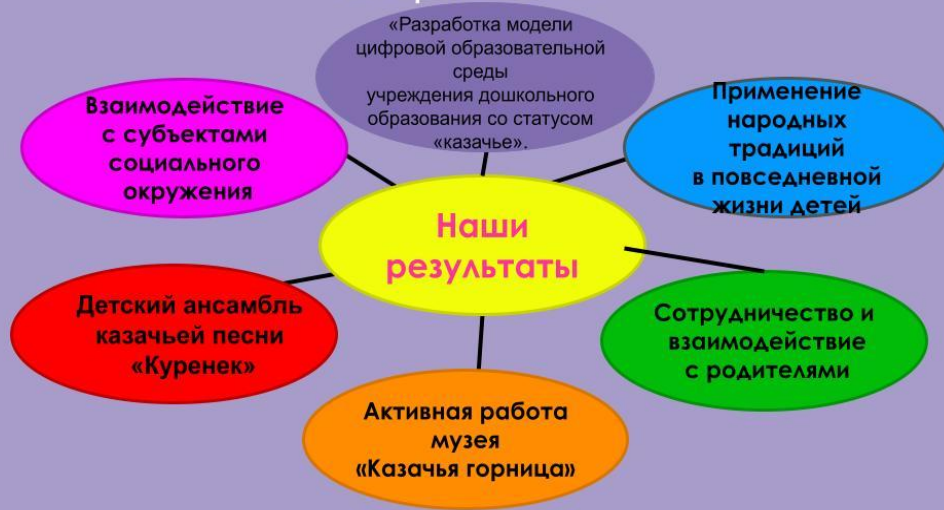 «Разработка модели
цифровой образовательной
среды
учреждения дошкольного
образования со статусом
«казачье».
Взаимодействие
с субъектами
социального
окружения
Применение
народных
традиций
в повседневной
жизни детей
Наши
результаты
Детский ансамбль
казачьей песни
«Куренек»
Сотрудничество и
взаимодействие
с родителями
Активная работа
музея
«Казачья горница»